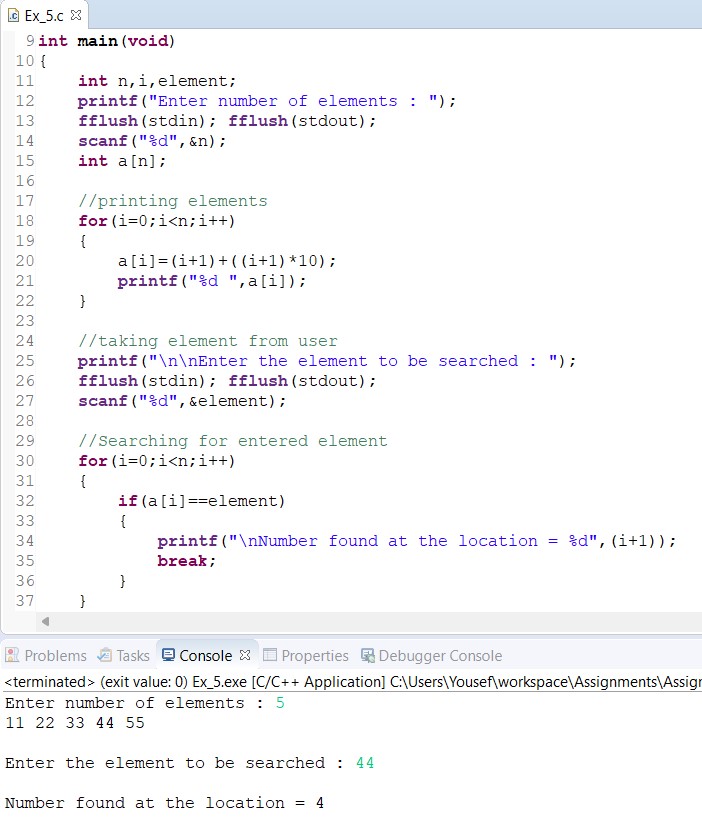 Ex_5.c
9 int main(void)
10 {
11     int n,i,element;
12     printf("Enter number of elements : ");
13     fflush(stdin); fflush(stdout);
14     scanf("%d",&n);
15     int a[n];
16
17     //printing elements
18     for(i=0;i<n;i++)
19     {
20         a[i]=(i+1)+((i+1)*10);
21         printf("%d ",a[i]);
22     }
23
24     //taking element from user
25     printf("\n\nEnter the element to be searched : ");
26     fflush(stdin); fflush(stdout);
27     scanf("%d",&element);
28
29     //Searching for entered element
30     for(i=0;i<n;i++)
31     {
32         if(a[i]==element)
33         {
34             printf("\nNumber found at the location = %d",(i+1));
35             break;
36         }
37     }
Problems Tasks Console Properties Debugger Console
<terminated> (exit value: 0) Ex_5.exe [C/C++ Application] C:\Users\Yousef\workspace\Assignments\Assigr
Enter number of elements : 5
11 22 33 44 55
Enter the element to be searched : 44
Number found at the location = 4